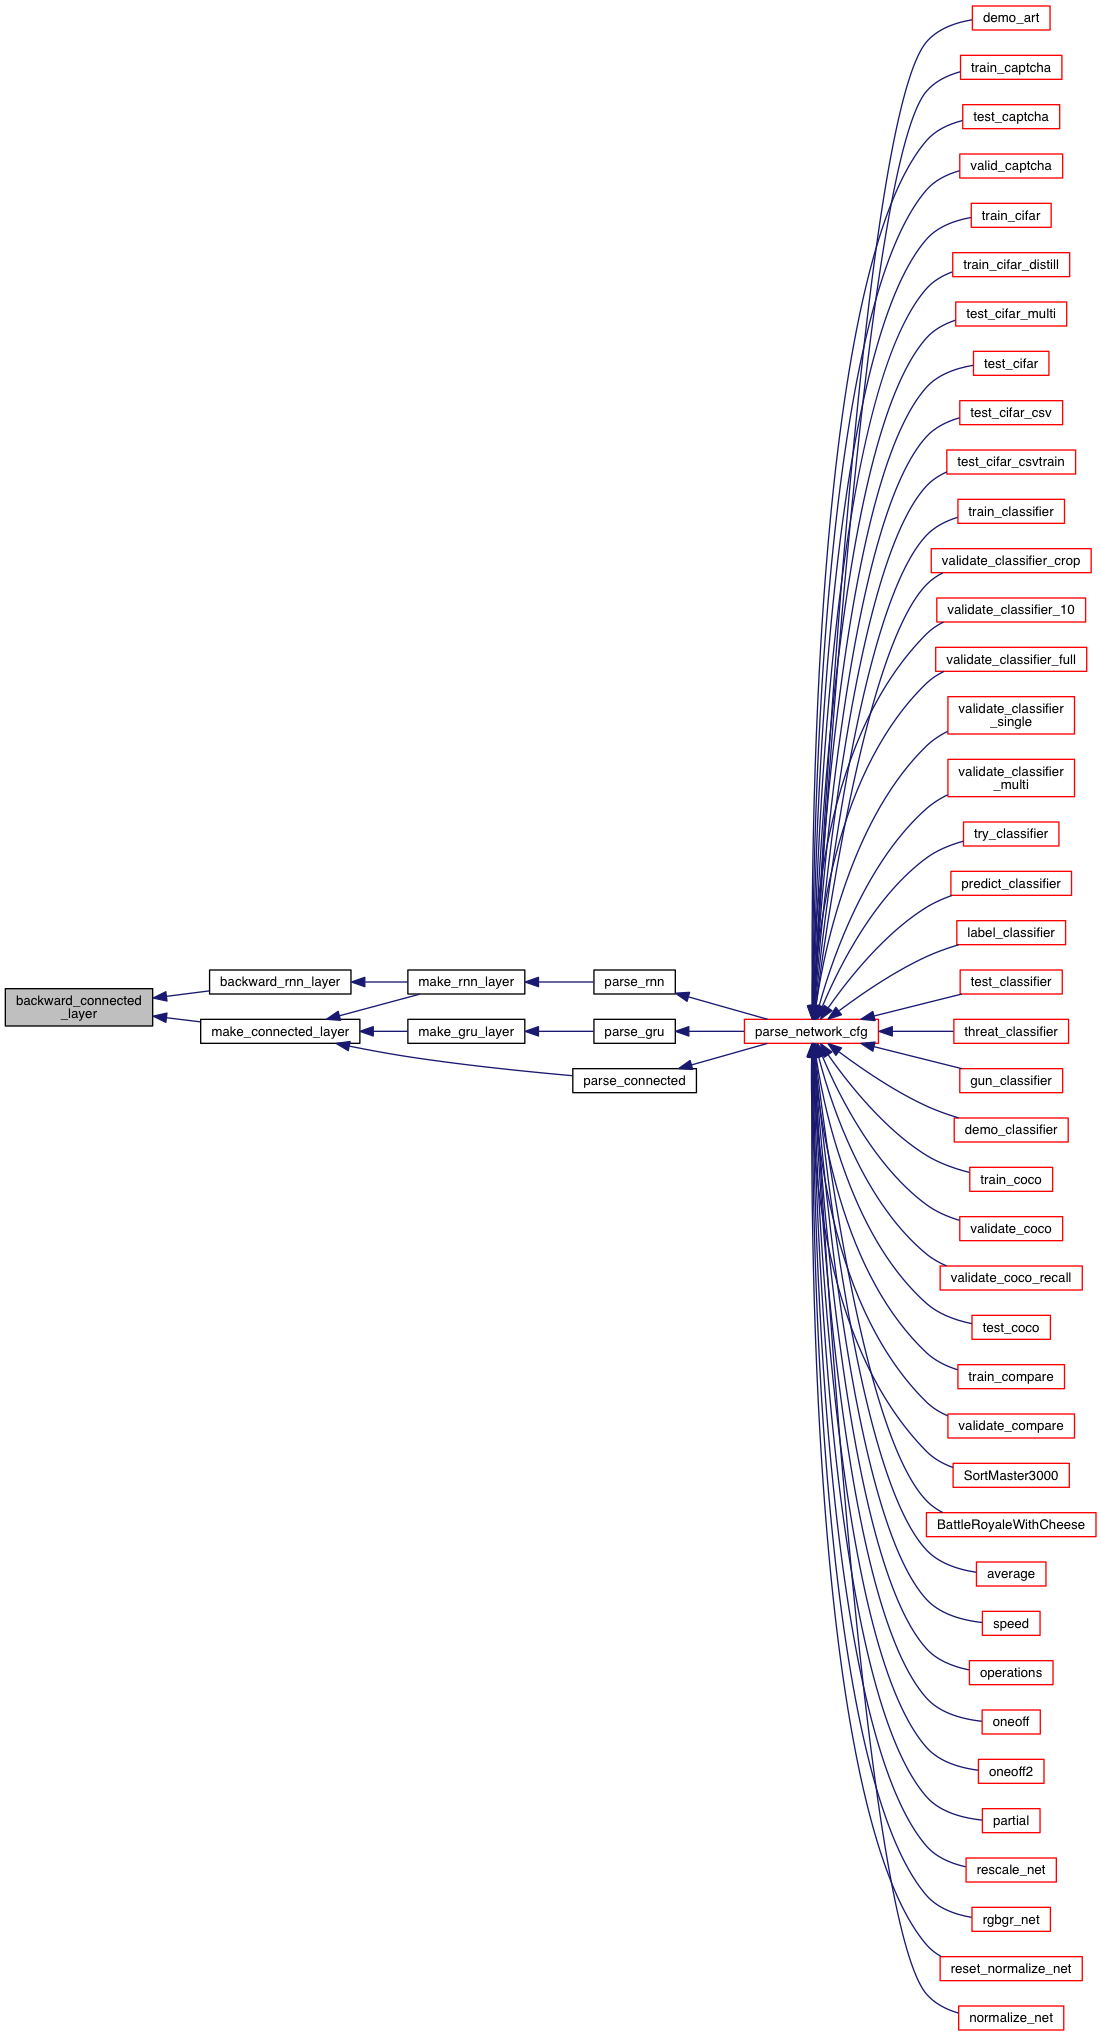 backward_connected
_layer
backward_rnn_layer
make_connected_layer
make_rnn_layer
make_gru_layer
parse_rnn
parse_gru
parse_connected
parse_network_cfg
demo_art
train_captcha
test_captcha
valid_captcha
train_cifar
train_cifar_distill
test_cifar_multi
test_cifar
test_cifar_csv
test_cifar_csvtrain
train_classifier
validate_classifier_crop
validate_classifier_10
validate_classifier_full
validate_classifier
_single
validate_classifier
_multi
try_classifier
predict_classifier
label_classifier
test_classifier
threat_classifier
gun_classifier
demo_classifier
train_coco
validate_coco
validate_coco_recall
test_coco
train_compare
validate_compare
SortMaster3000
BattleRoyaleWithCheese
average
speed
operations
oneoff
oneoff2
partial
rescale_net
rgbgr_net
reset_normalize_net
normalize_net